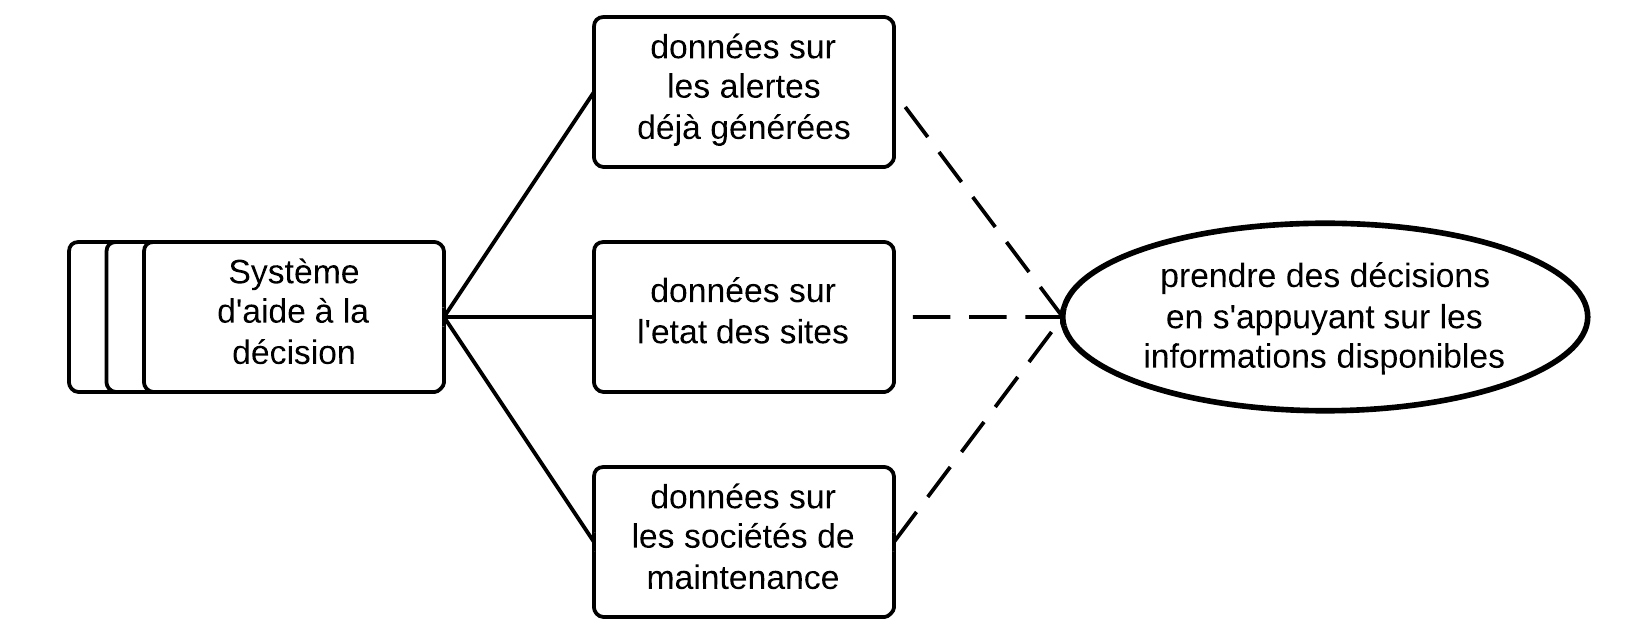 données sur
les alertes
déjà générées
Système
d'aide à la
décision
données sur
l'etat des sites
prendre des décisions
en s'appuyant sur les
informations disponibles
données sur
les sociétés de
maintenance